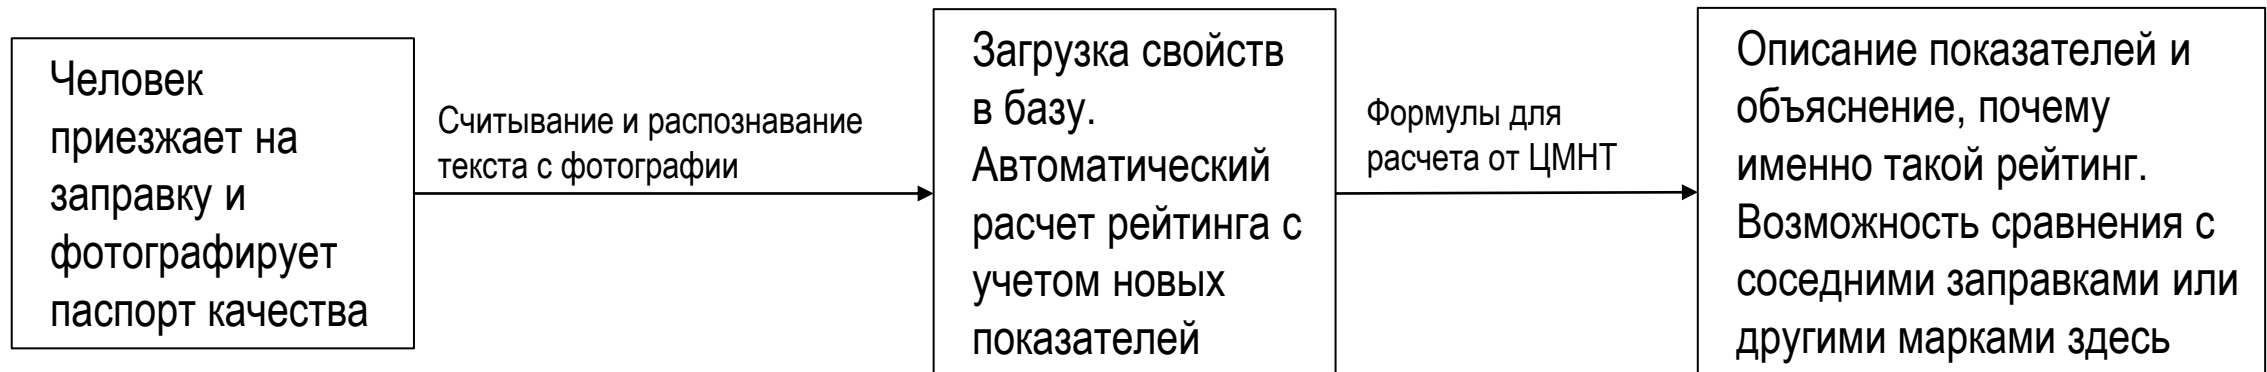 Человек
приезжает на
заправку и
фотографирует
паспорт качества
Считывание и распознавание
текста с фотографии
Загрузка свойств
в базу.
Автоматический
расчет рейтинга с
учетом новых
показателей
Формулы для
расчета от ЦМНТ
Описание показателей и
объяснение, почему
именно такой рейтинг.
Возможность сравнения с
соседними заправками или
другими марками здесь